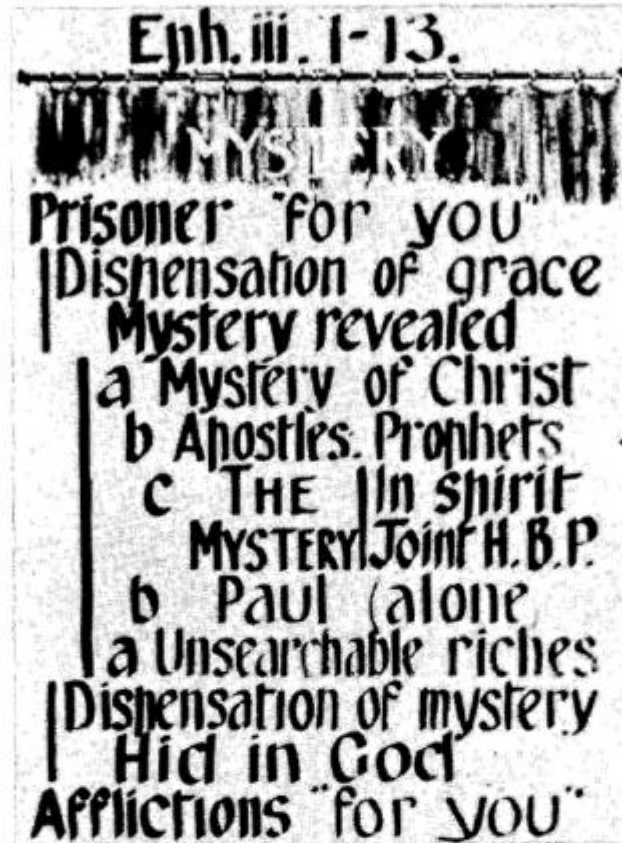 Eph. iii. 1-13.
MYSTERY
Prisoner "for you"
Dispensation of grace
Mystery revealed
a Mystery of Christ
b Apostles. Prophets
c THE In spirit
MYSTERY Joint H.B.P.
b Paul (alone
a Unsearchable riches
Dispensation of mystery
Hid in God
Afflictions "for you"